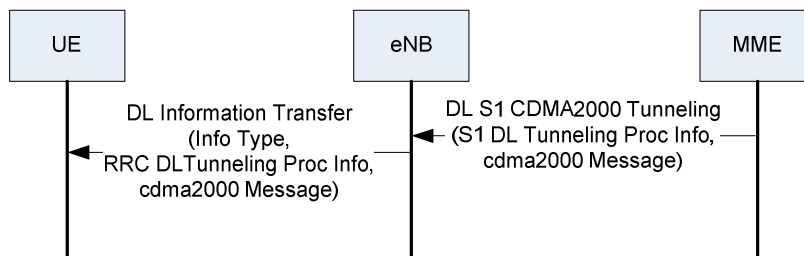 UE
eNB
MME
DL Information Transfer
(Info Type,
RRC DLTunneling Proc Info,
cdma2000 Message)
DL S1 CDMA2000 Tunneling
(S1 DL Tunneling Proc Info,
cdma2000 Message)